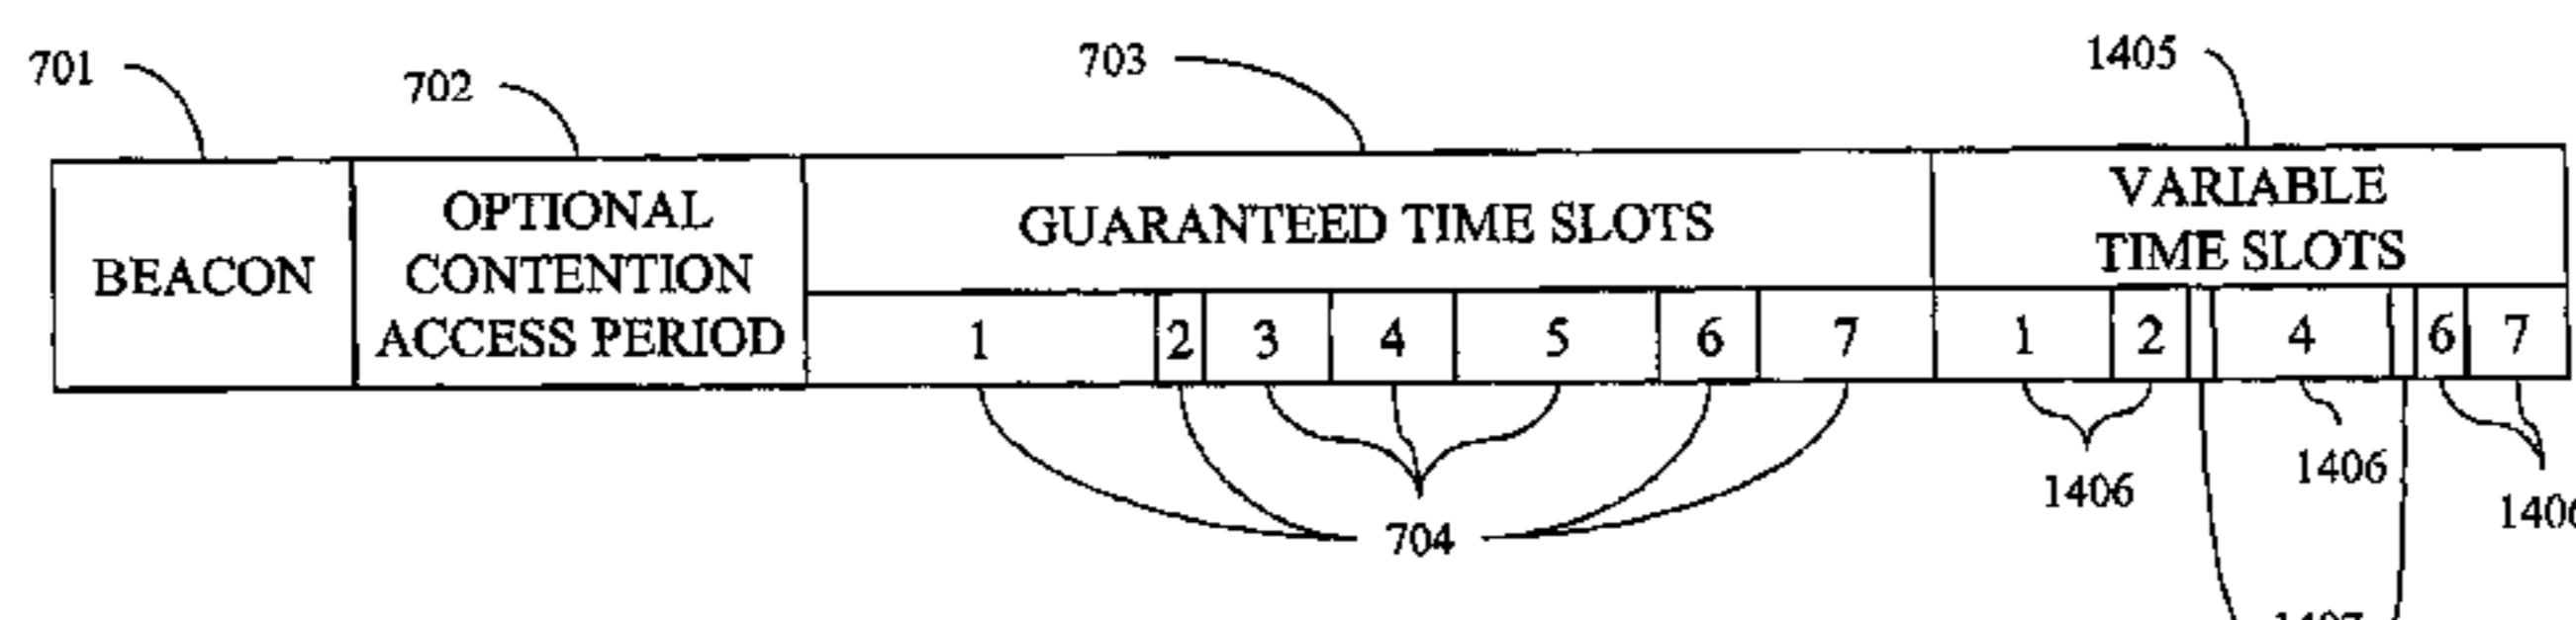 701
702
703
1405
BEACON
OPTIONAL
CONTENTION
ACCESS PERIOD
GUARANTEED TIME SLOTS
VARIABLE
TIME SLOTS
1 2 3 4 5 6 7 1 2 4 6 7
704
1406
1406
1406